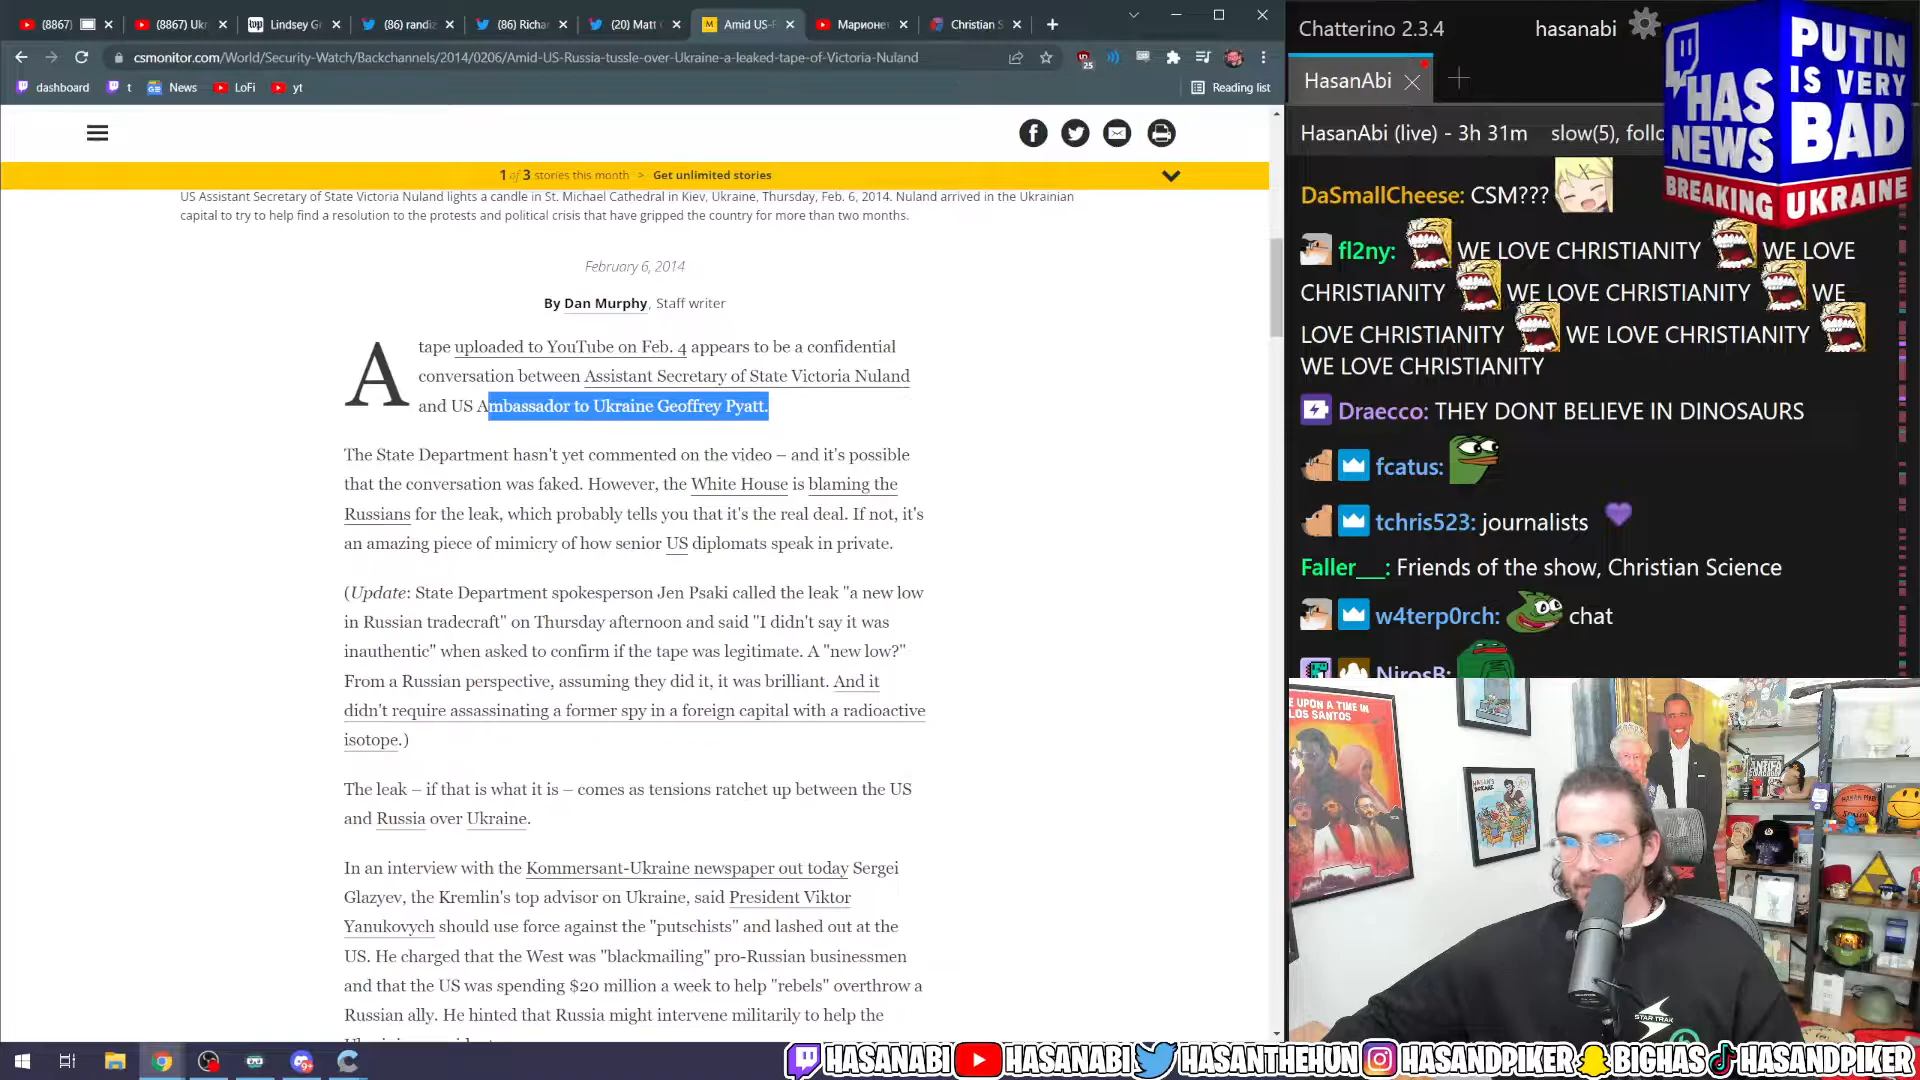 (8867)
(8867) Uk
Lindsey G
(86) randiz
(86) Richar
(20) Matt
Amid US-
Марионе
Christian S
csmonitor.com/World/Security-Watch/Backchannels/2014/0206/Amid-US-Russia-tussle-over-Ukraine-a-leaked-tape-of-Victoria-Nuland
25
dashboard
t
News
LoFi
yt
Reading list
1 of 3 stories this month > Get unlimited stories
US Assistant Secretary of State Victoria Nuland lights a candle in St. Michael Cathedral in Kiev, Ukraine, Thursday, Feb. 6, 2014. Nuland arrived in the Ukrainian
capital to try to help find a resolution to the protests and political crisis that have gripped the country for more than two months.
February 6, 2014
By Dan Murphy, Staff writer
A tape uploaded to YouTube on Feb. 4 appears to be a confidential
conversation between Assistant Secretary of State Victoria Nuland
and US Ambassador to Ukraine Geoffrey Pyatt.
The State Department hasn't yet commented on the video – and it's possible
that the conversation was faked. However, the White House is blaming the
Russians for the leak, which probably tells you that it's the real deal. If not, it's
an amazing piece of mimicry of how senior US diplomats speak in private.
(Update: State Department spokesperson Jen Psaki called the leak "a new low
in Russian tradecraft" on Thursday afternoon and said "I didn't say it was
inauthentic" when asked to confirm if the tape was legitimate. A "new low?"
From a Russian perspective, assuming they did it, it was brilliant. And it
didn't require assassinating a former spy in a foreign capital with a radioactive
isotope.)
The leak – if that is what it is – comes as tensions ratchet up between the US
and Russia over Ukraine.
In an interview with the Kommersant-Ukraine newspaper out today Sergei
Glazyev, the Kremlin's top advisor on Ukraine, said President Viktor
Yanukovych should use force against the "putschists" and lashed out at the
US. He charged that the West was "blackmailing" pro-Russian businessmen
and that the US was spending $20 million a week to help "rebels" overthrow a
Russian ally. He hinted that Russia might intervene militarily to help the
Chatterino 2.3.4
hasanabi
HasanAbi
HasanAbi (live) - 3h 31m slow(5), follo
HAS
NEWS
BREAKING
PUTIN
IS VERY
BAD
UKRAINE
DaSmallCheese: CSM???
fl2ny: WE LOVE CHRISTIANITY WE LOVE
CHRISTIANITY WE LOVE CHRISTIANITY WE
LOVE CHRISTIANITY WE LOVE CHRISTIANITY
WE LOVE CHRISTIANITY
Draecco: THEY DONT BELIEVE IN DINOSAURS
fcatus:
tchris523: journalists
Faller___: Friends of the show, Christian Science
w4terp0rch: chat
NirosB:
E UPON A TIME IN
LOS SANTOS
ANTIFA
STAR TRAK
HASANABI
HASANABI
HASANTHEHUN
HASANDPIKER
BIGHAS
HASANDPIKER